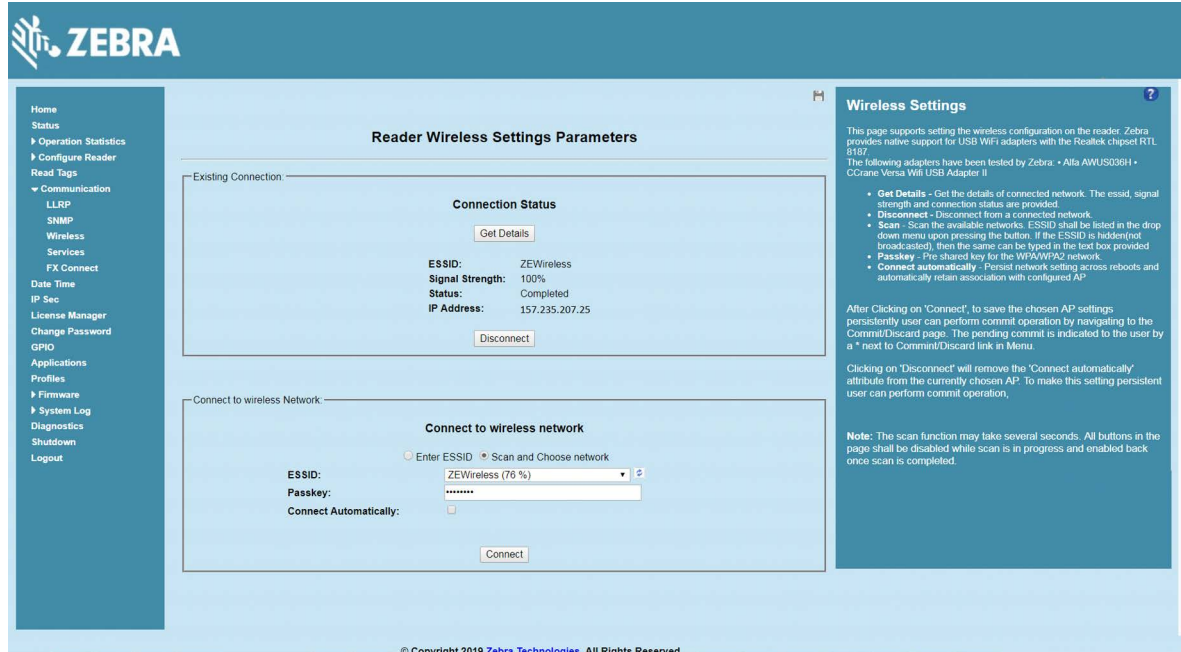 ZEBRA
Home
Status
Operation Statistics
Configure Reader
Read Tags
Communication
LLRP
SNMP
Wireless
Services
FX Connect
Date Time
IP Sec
License Manager
Change Password
GPIO
Applications
Profiles
Firmware
System Log
Diagnostics
Shutdown
Logout
Reader Wireless Settings Parameters
Existing Connection:
Connection Status
Get Details
ESSID: ZEWireless
Signal Strength: 100%
Status: Completed
IP Address: 157.235.207.25
Disconnect
Connect to wireless Network:
Connect to wireless network
Enter ESSID Scan and Choose network
ESSID: ZEWireless (76 %)
Passkey: ••••••••
Connect Automatically:
Connect
?
Wireless Settings
This page supports setting the wireless configuration on the reader. Zebra
provides native support for USB WiFi adapters with the Realtek chipset RTL
8187.
The following adapters have been tested by Zebra: • Alfa AWUS036H •
CCrane Versa Wifi USB Adapter II
• Get Details - Get the details of connected network. The essid, signal
strength and connection status are provided.
• Disconnect - Disconnect from a connected network.
• Scan - Scan the available networks. ESSID shall be listed in the drop
down menu upon pressing the button. If the ESSID is hidden(not
broadcasted), then the same can be typed in the text box provided
• Passkey - Pre shared key for the WPA/WPA2 network.
• Connect automatically - Persist network setting across reboots and
automatically retain association with configured AP
After Clicking on 'Connect', to save the chosen AP settings
persistently user can perform commit operation by navigating to the
Commit/Discard page. The pending commit is indicated to the user by
a * next to Commint/Discard link in Menu.
Clicking on 'Disconnect' will remove the 'Connect automatically'
attribute from the currently chosen AP. To make this setting persistent
user can perform commit operation,
Note: The scan function may take several seconds. All buttons in the
page shall be disabled while scan is in progress and enabled back
once scan is completed.
© Copyright 2019 Zebra Technologies. All Rights Reserved